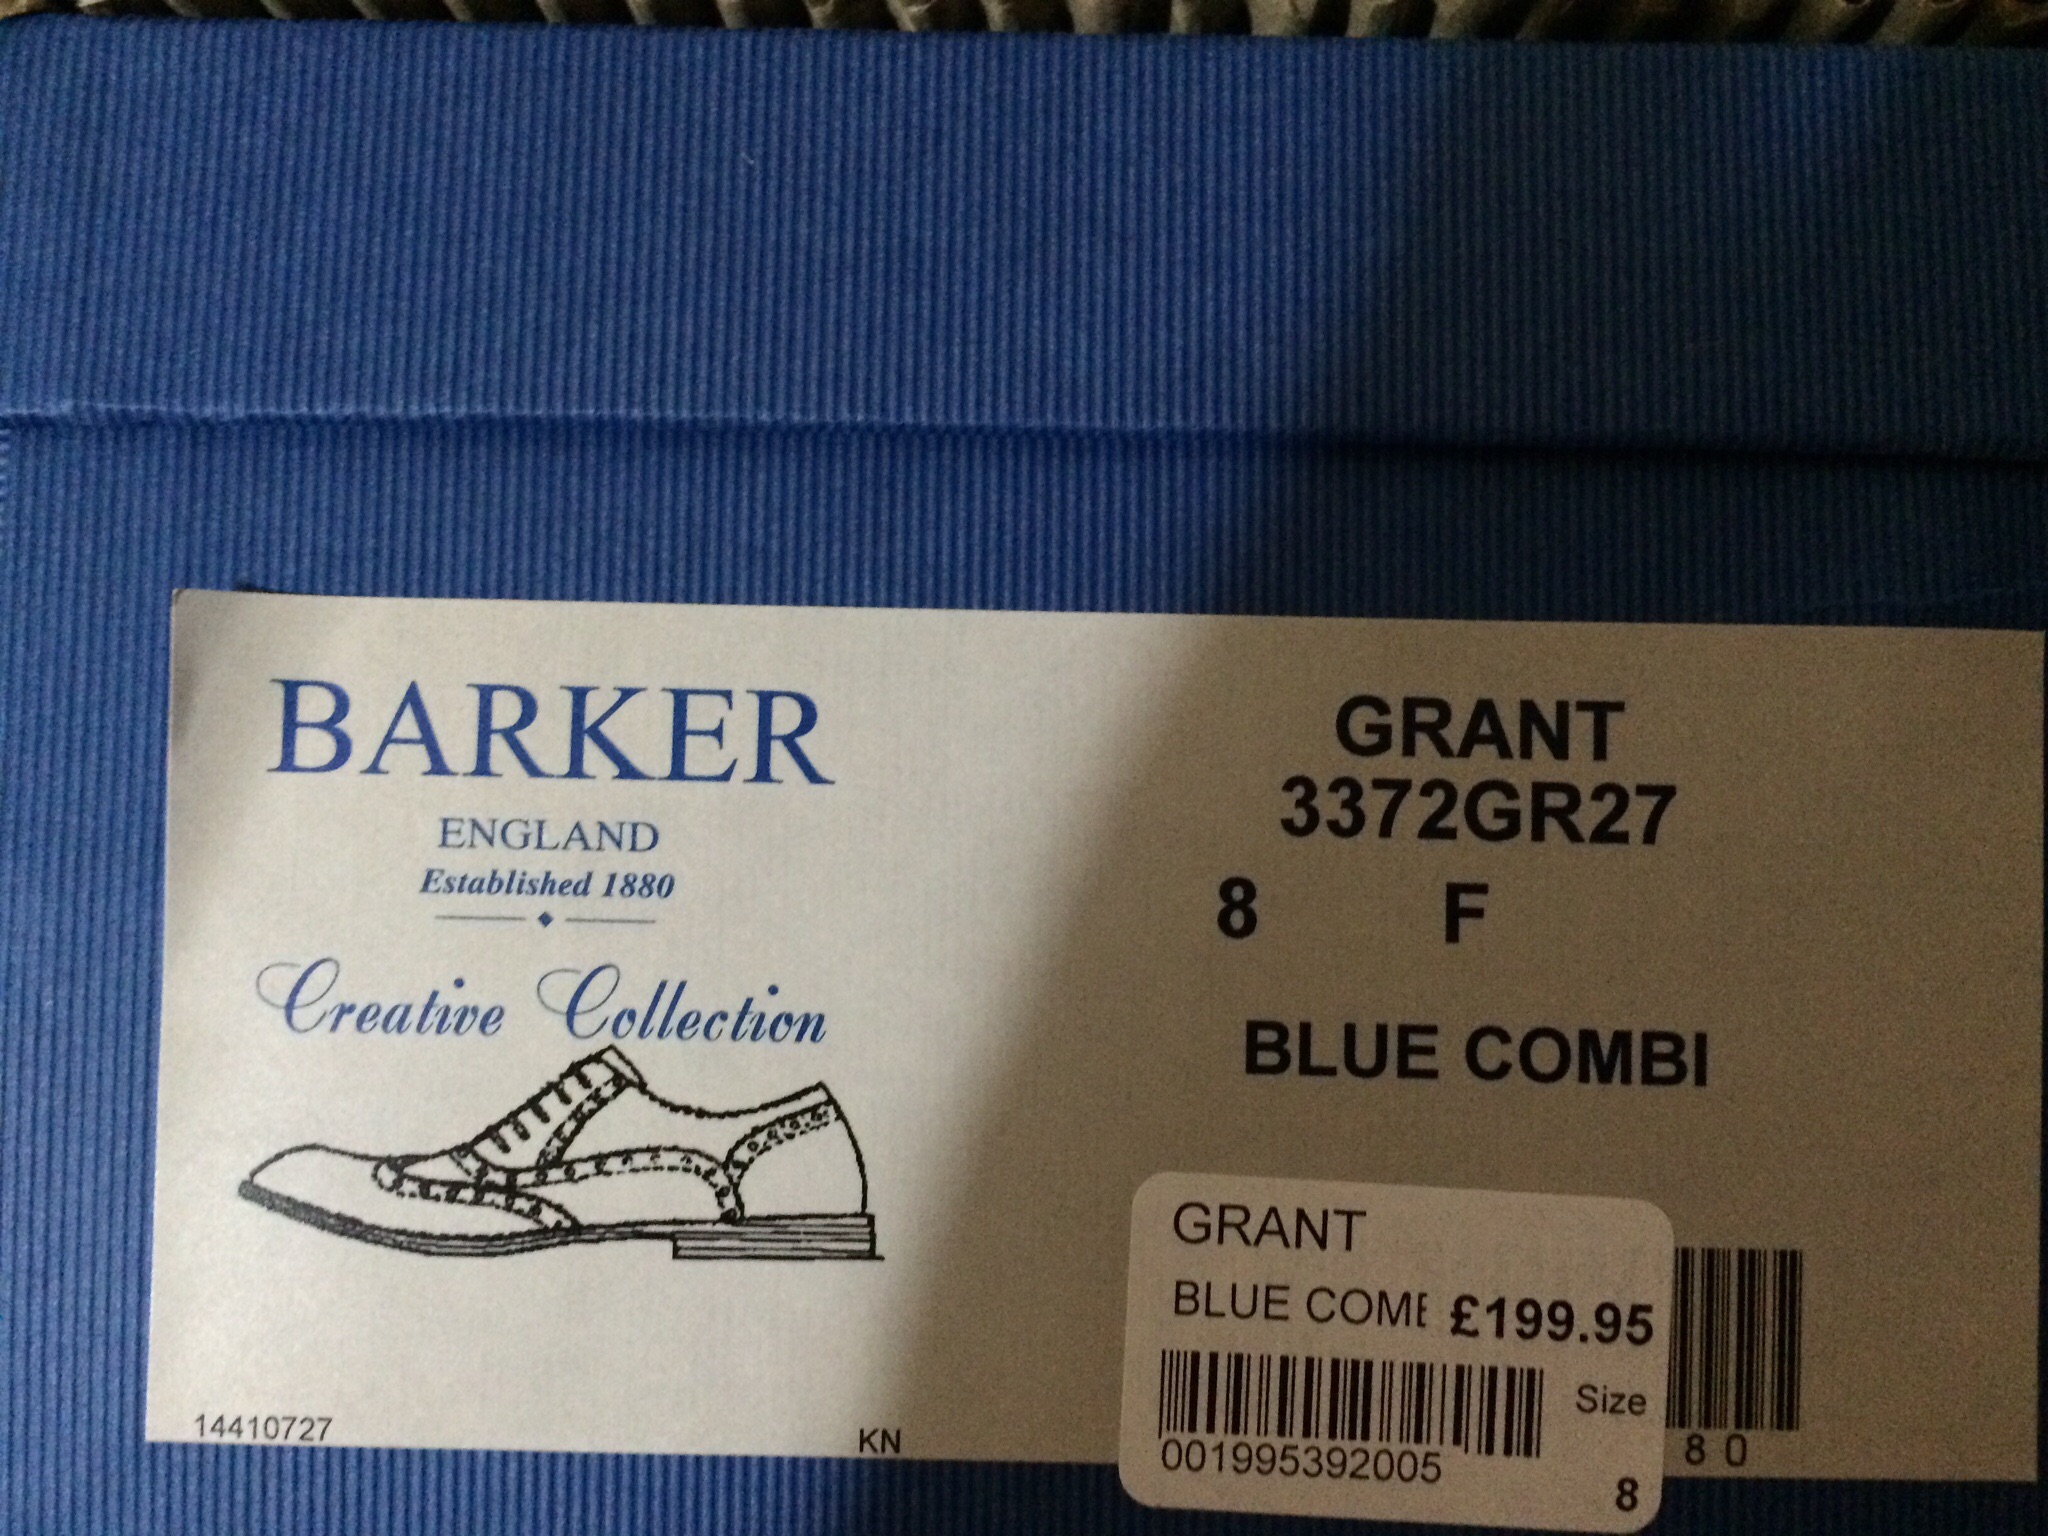 BARKER
ENGLAND
Established 1880
Creative Collection
14410727
KN
GRANT
3372GR27
8 F
BLUE COMBI
GRANT
BLUE COMB £199.95
Size
001995392005
8
80